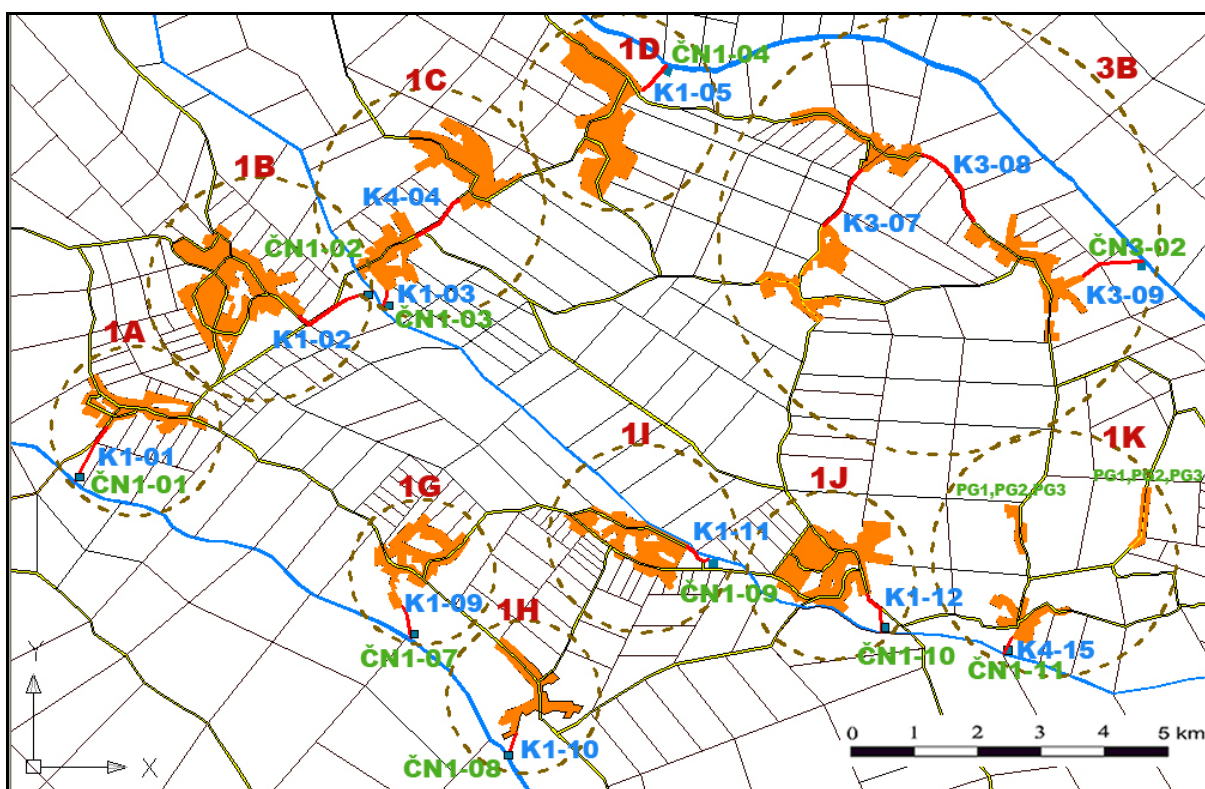 1D
ČN1-04
3B
1C
K1-05
1B
K3-08
K4-04
K3-07
ČN1-02
ČN3-02
K1-03
K3-09
ČN1-03
K1-02
1A
1I
1K
K1-01
1J
PG1,PG2,PG3
PG1,PG2,PG3
ČN1-01
1G
K1-11
K1-09
1H
ČN1-09
K1-12
ČN1-07
ČN1-10
K4-15
ČN1-11
Y
0 1 2 3 4 5 km
K1-10
ČN1-08
X